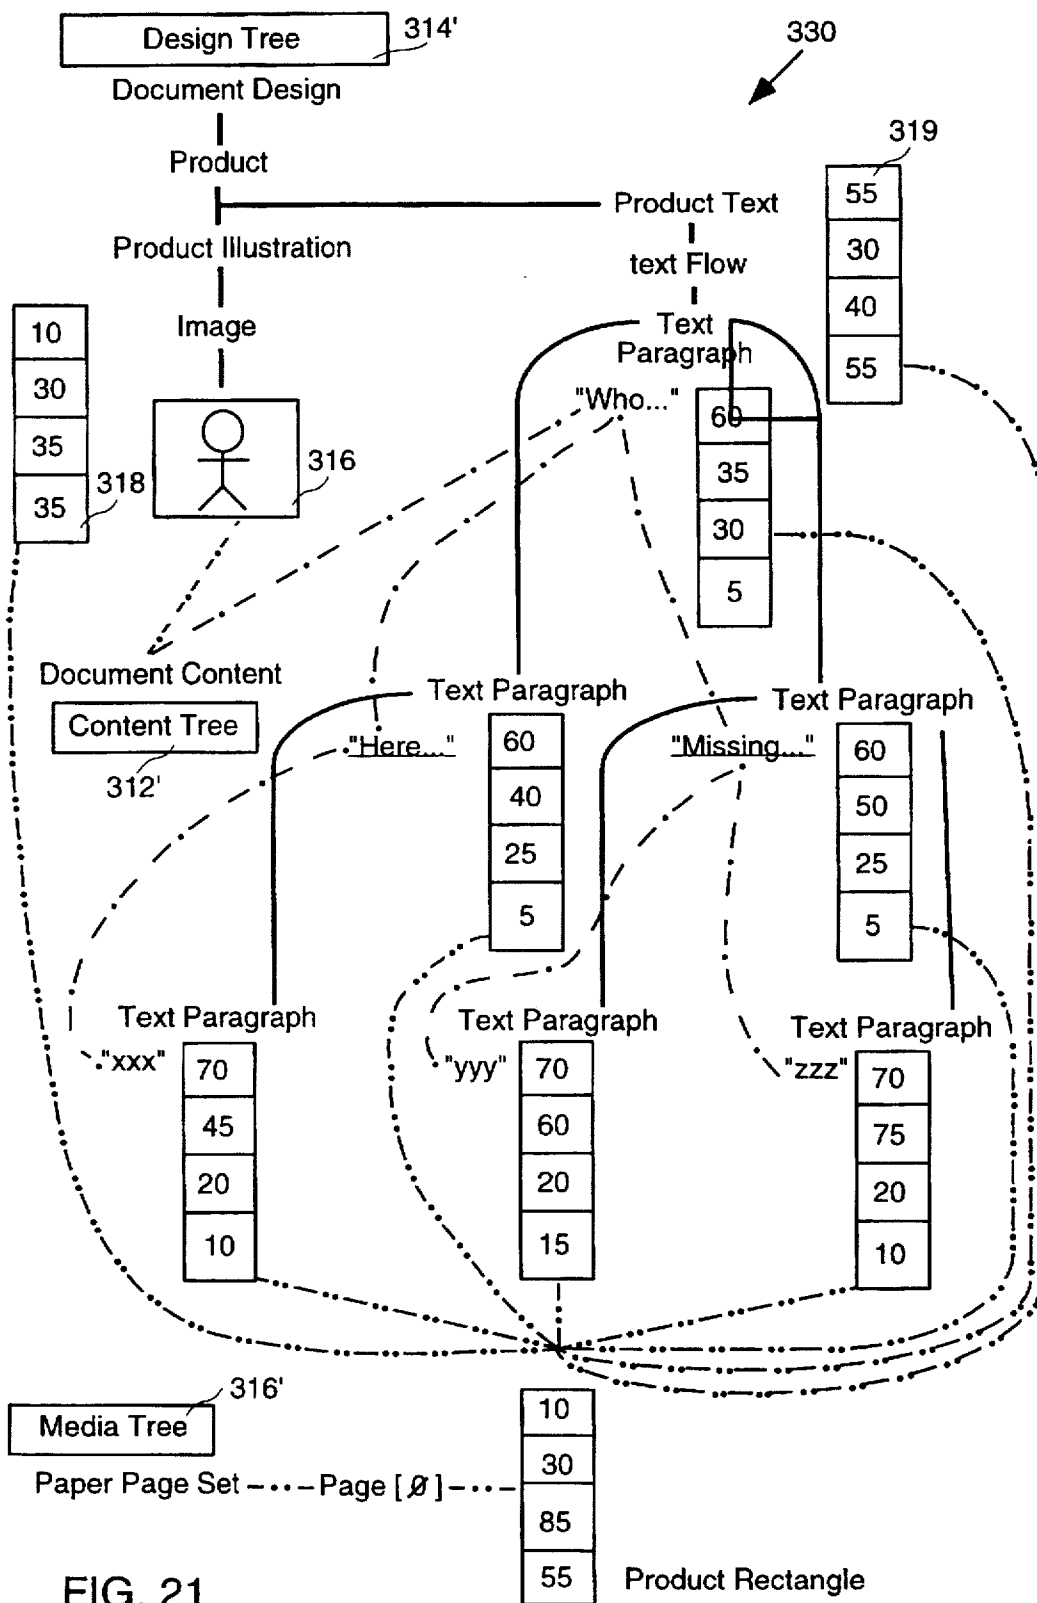 Design Tree
314'
330
Document Design
Product
319
55
30
40
55
Product Text
text Flow
Product Illustration
Image
Text
Paragraph
10
30
35
35
318
316
"Who..."
60
35
30
5
Document Content
Content Tree
312'
Text Paragraph
"Here..."
60
40
25
5
Text Paragraph
"Missing..."
60
50
25
5
Text Paragraph
"xxx"
70
45
20
10
Text Paragraph
"yyy"
70
60
20
15
Text Paragraph
"zzz"
70
75
20
10
316'
Media Tree
Paper Page Set
Page [ Ø ]
10
30
85
55
Product Rectangle
FIG. 21